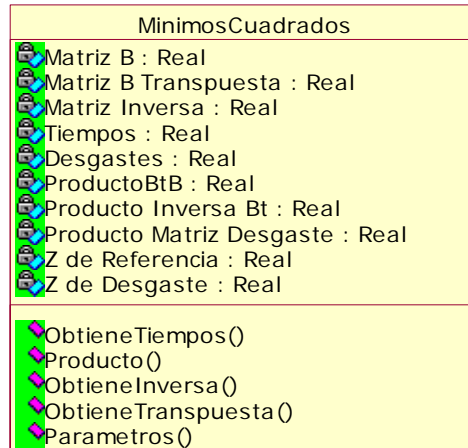 MinimosCuadrados
Matriz B : Real
Matriz B Transpuesta : Real
Matriz Inversa : Real
Tiempos : Real
Desgastes : Real
ProductoBtB : Real
Producto Inversa Bt : Real
Producto Matriz Desgaste : Real
Z de Referencia : Real
Z de Desgaste : Real
ObtieneTiempos()
Producto()
ObtieneInversa()
ObtieneTranspuesta()
Parametros()